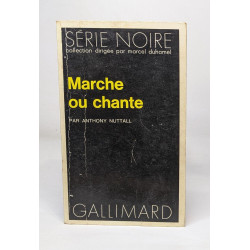 SÉRIE NOIRE
collection dirigée par marcel duhamel
Marche
ou chante
PAR ANTHONY NUTTALL
GALLIMARD